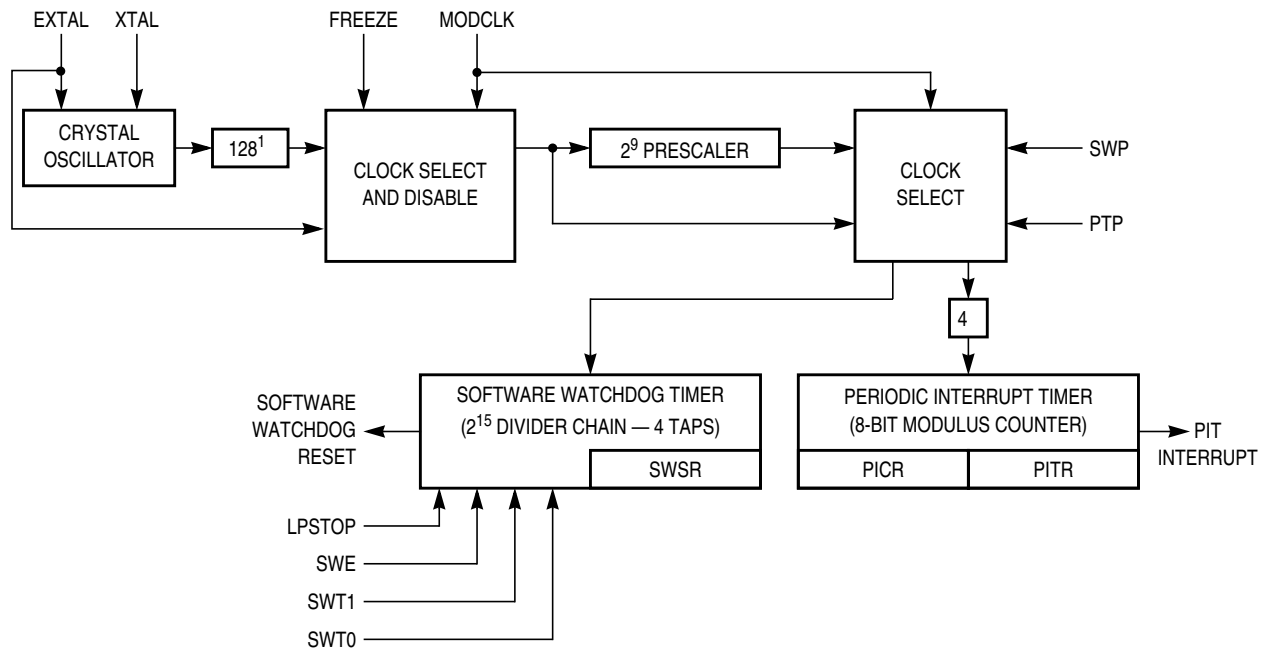 EXTAL XTAL FREEZE MODCLK
CRYSTAL
OSCILLATOR
128¹
CLOCK SELECT
AND DISABLE
2⁹ PRESCALER
CLOCK
SELECT
SWP
PTP
4
SOFTWARE
WATCHDOG
RESET
SOFTWARE WATCHDOG TIMER
(2¹⁵ DIVIDER CHAIN — 4 TAPS)
SWSR
PERIODIC INTERRUPT TIMER
(8-BIT MODULUS COUNTER)
PICR PITR
PIT
INTERRUPT
LPSTOP
SWE
SWT1
SWT0